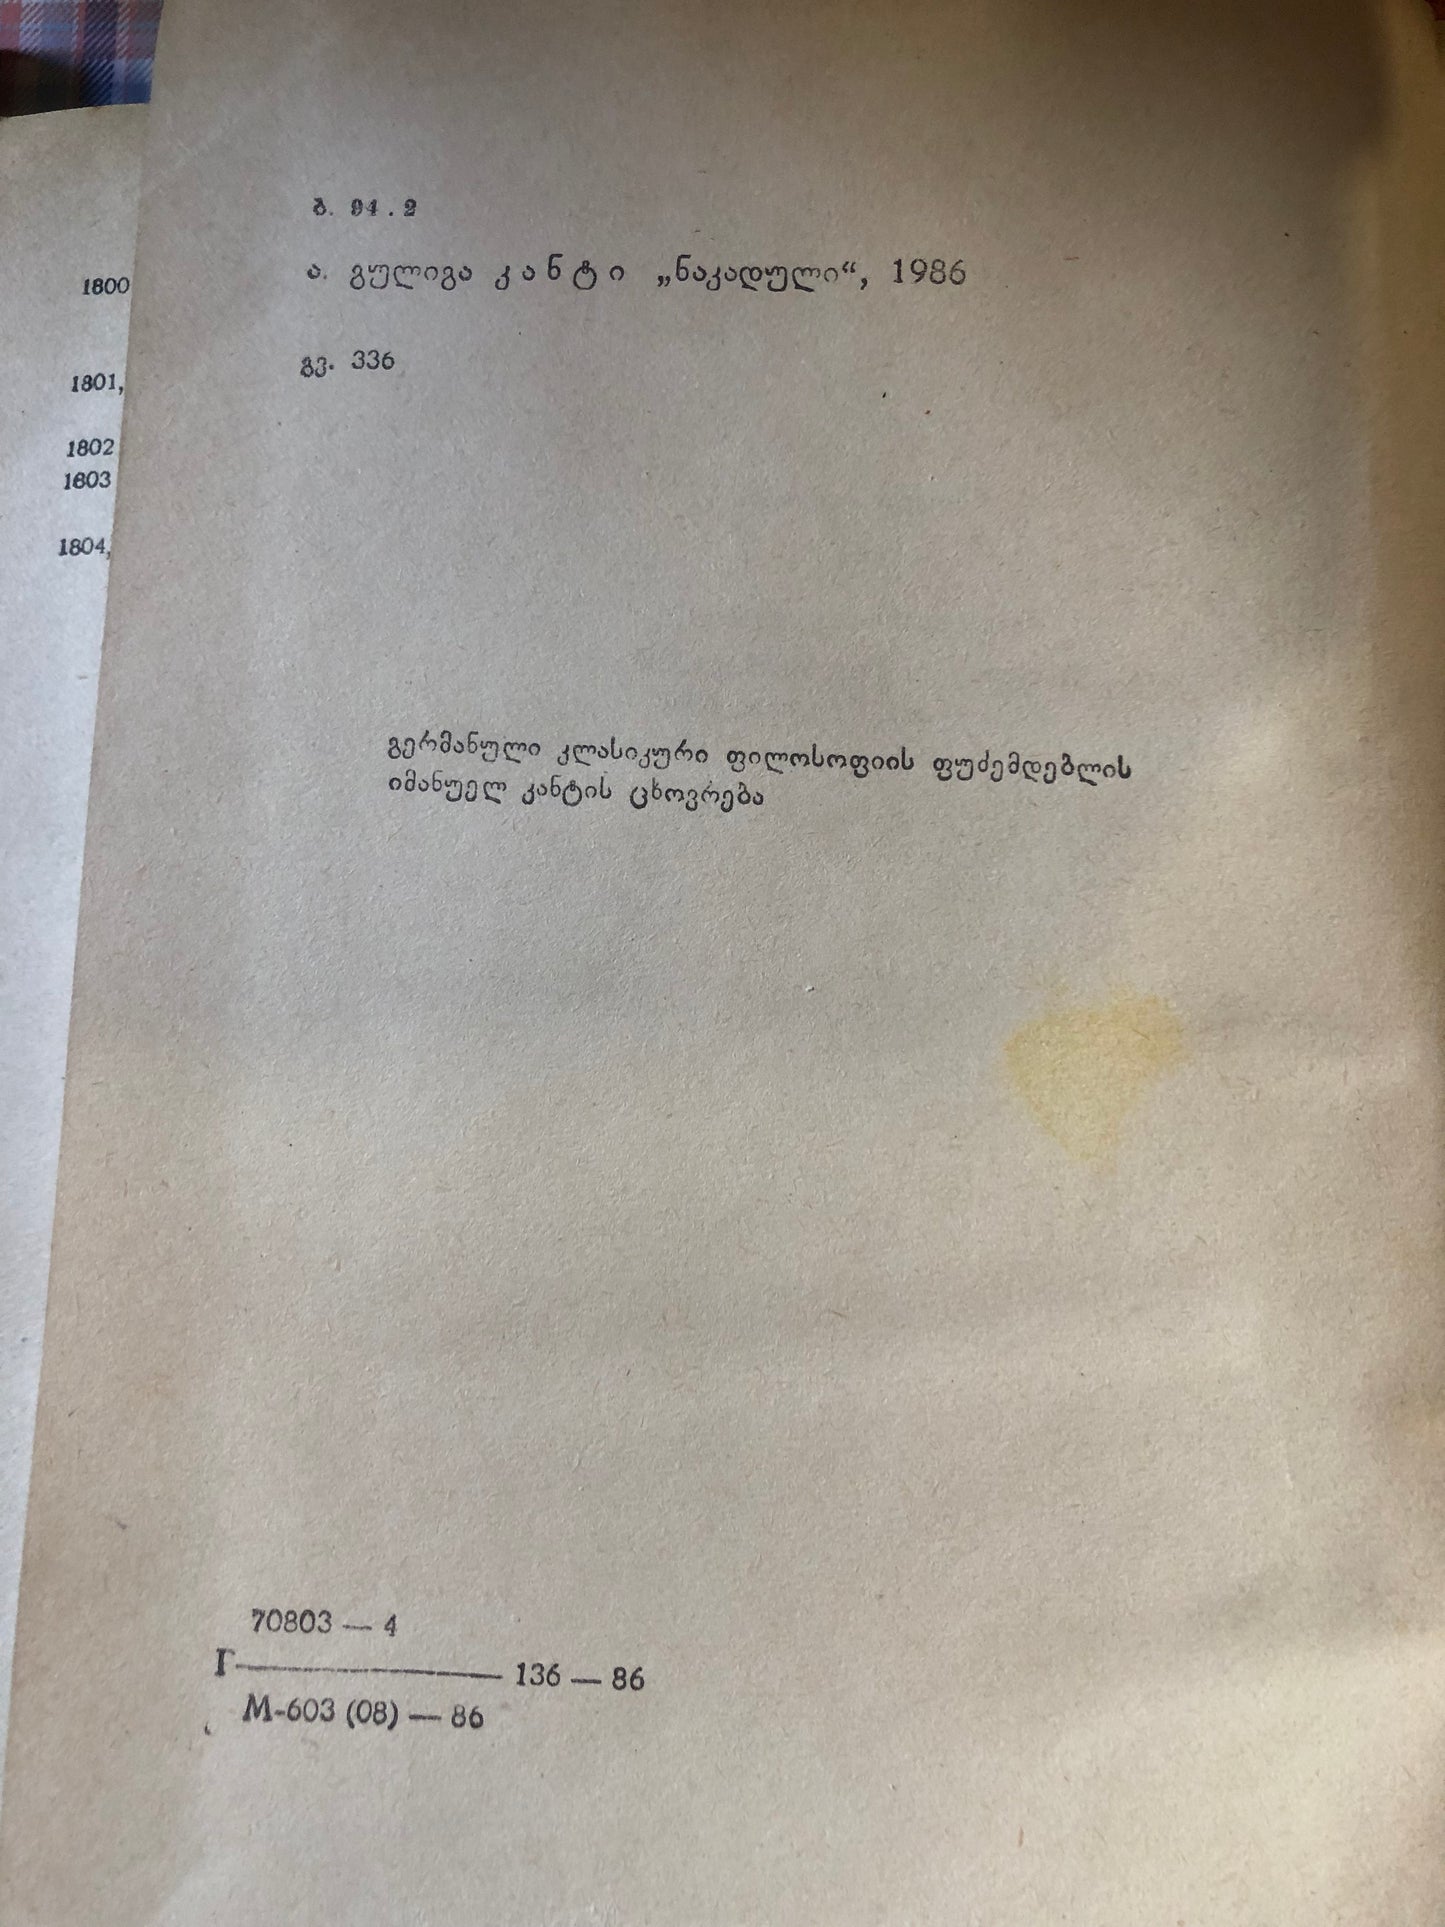 1800
1801,
1802
1803
1804,
გ. 94.2
ა. გულიგა კანტი „ნაკადული“, 1986
გვ. 336
გერმანული კლასიკური ფილოსოფიის ფუძემდებლის
იმანუელ კანტის ცხოვრება
70803 — 4
Г 136 — 86
М-603 (08) — 86